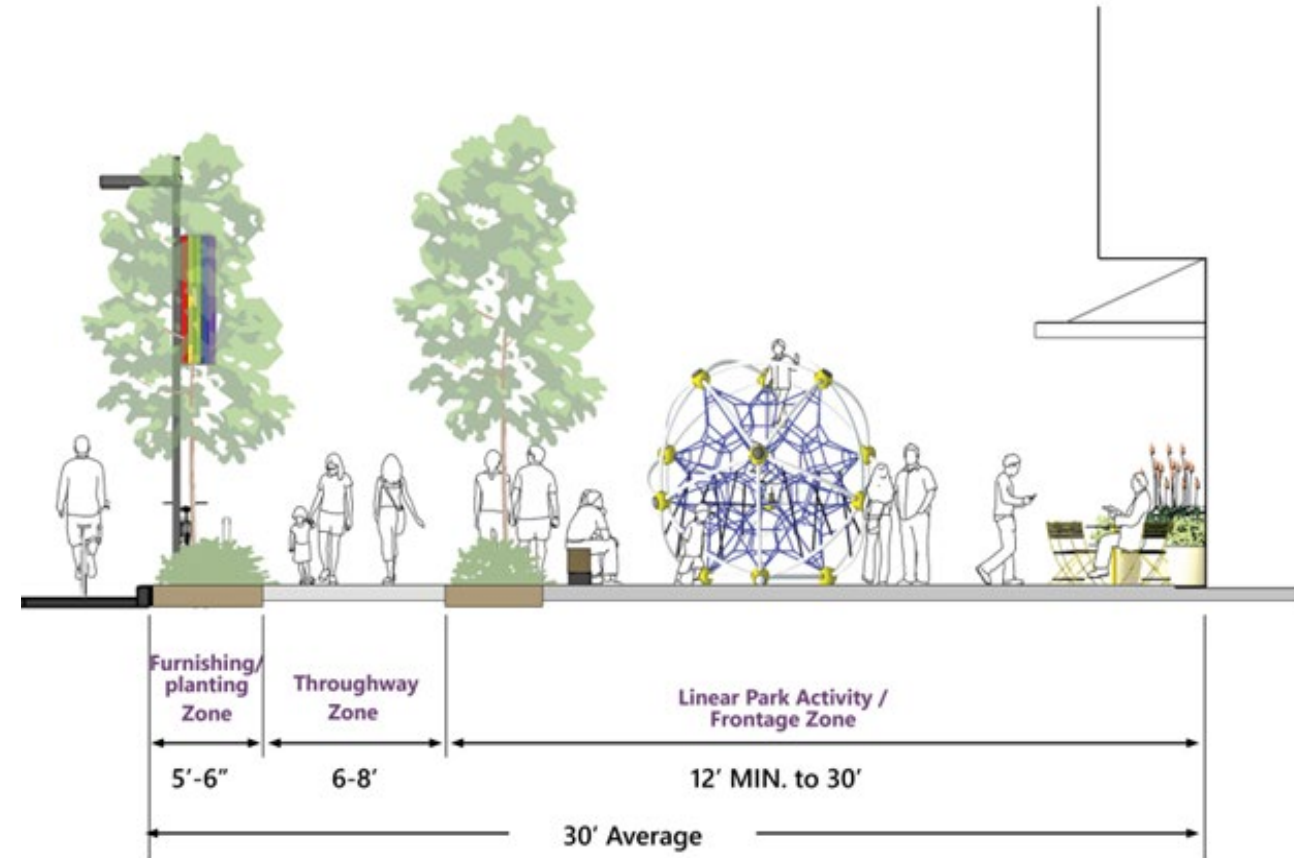 Furnishing/
planting
Zone
Throughway
Zone
Linear Park Activity /
Frontage Zone
5’-6”
6-8’
12’ MIN. to 30’
30’ Average